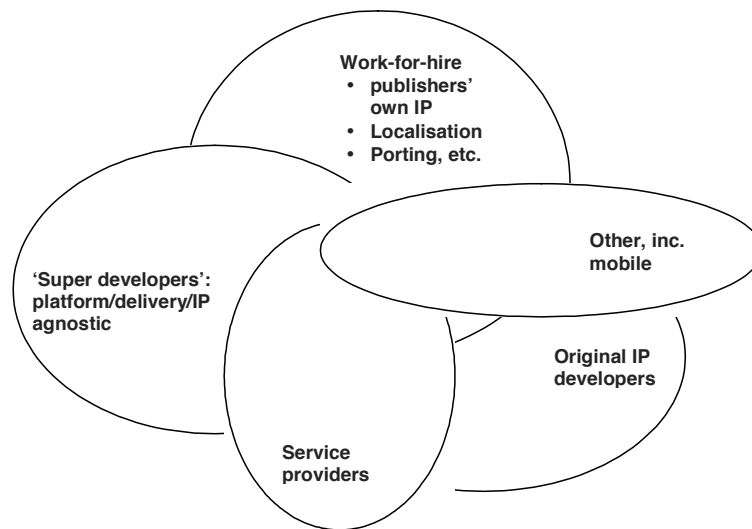 Work-for-hire
• publishers’
own IP
• Localisation
• Porting, etc.
Other, inc.
mobile
‘Super developers’:
platform/delivery/IP
agnostic
Original IP
developers
Service
providers